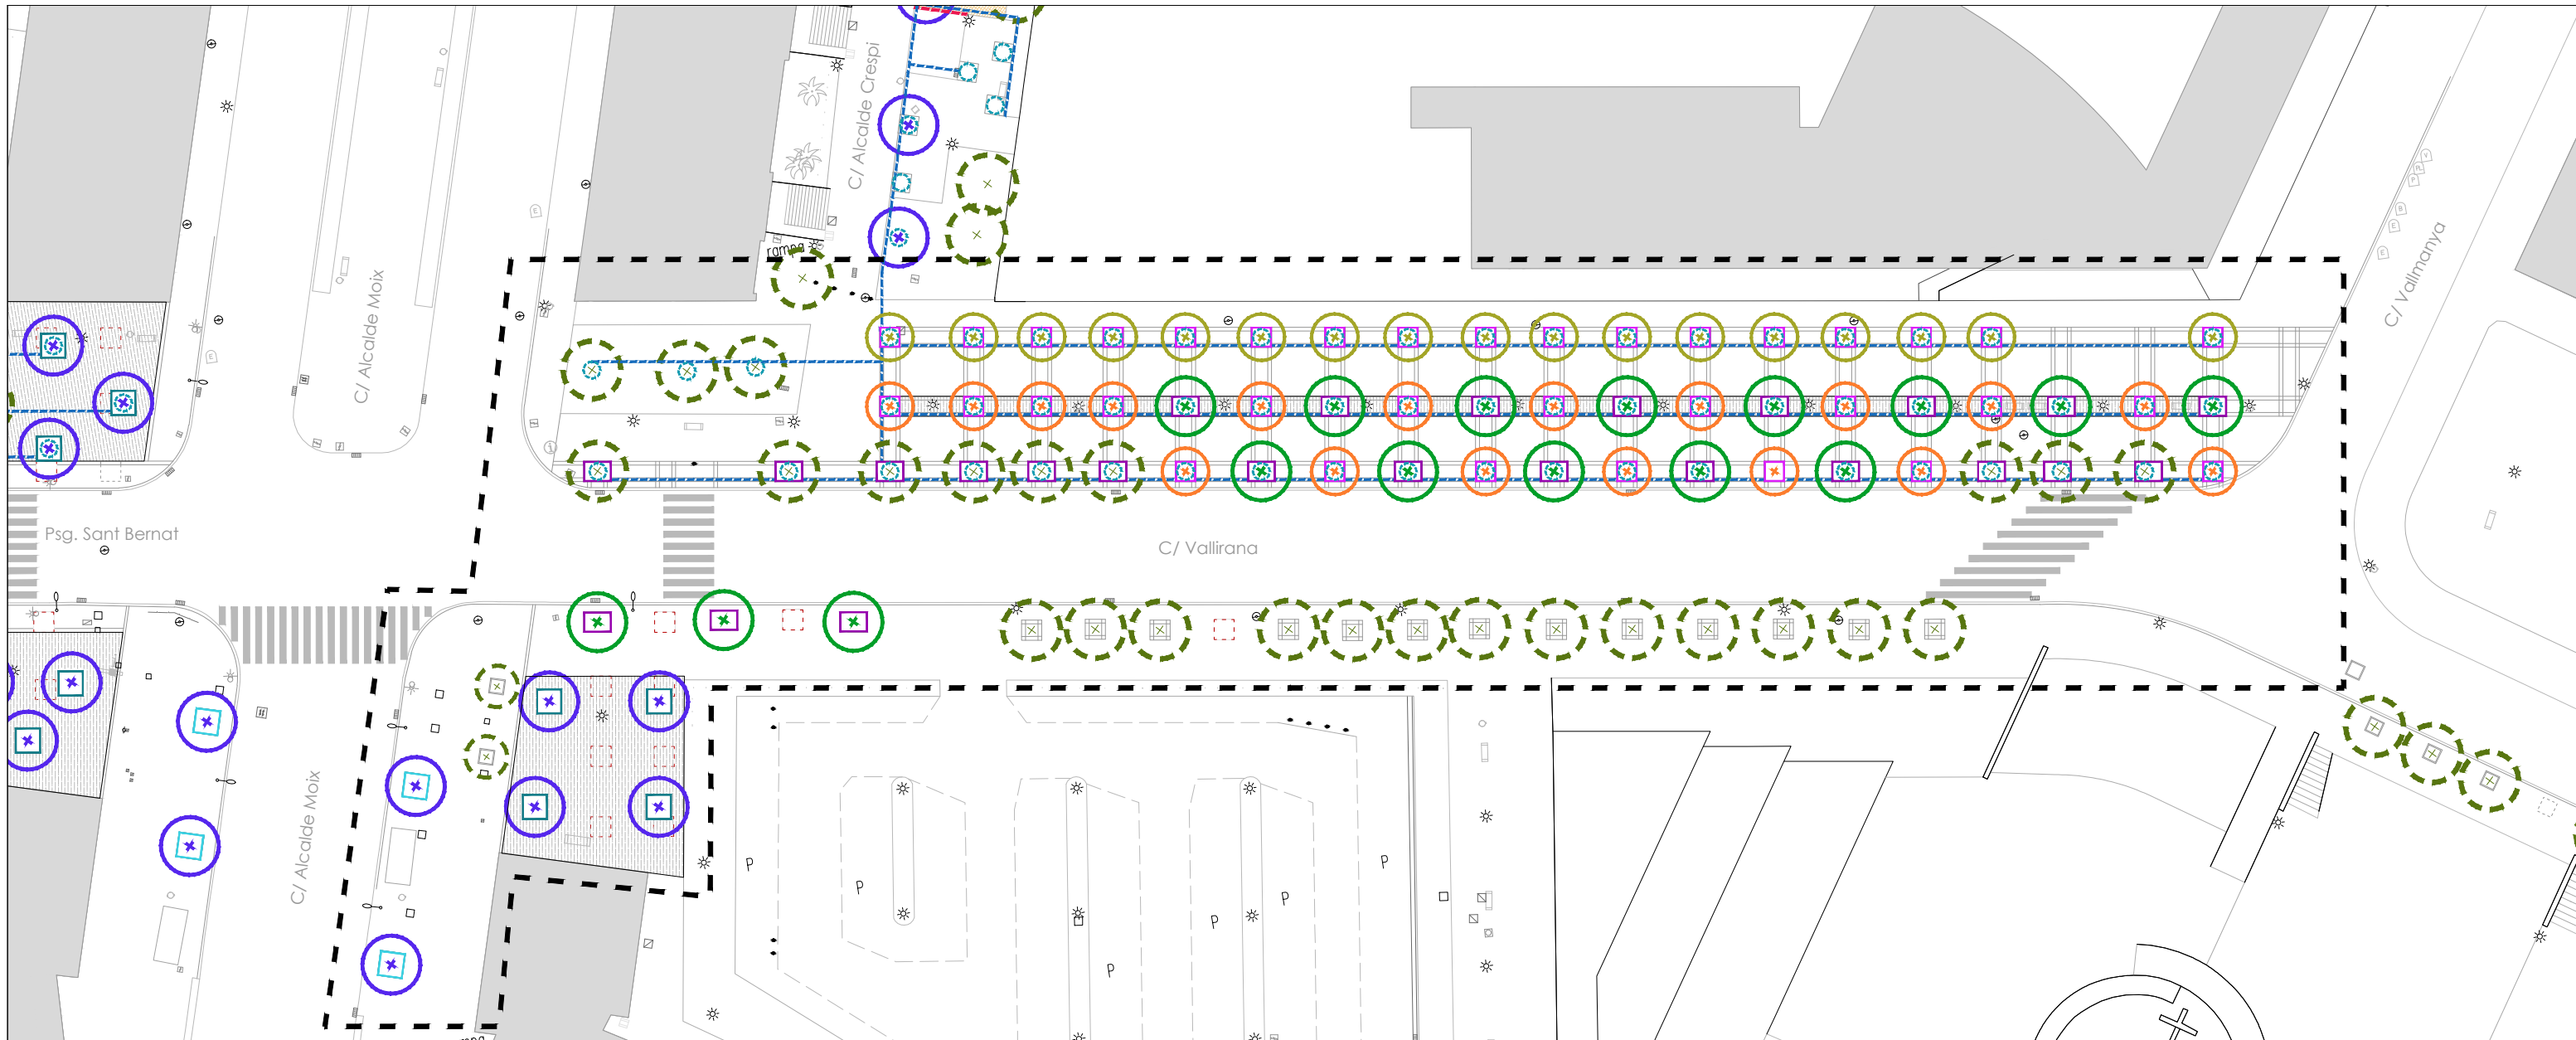 C/ Alcalde Crespi
rampa
C/ Alcalde Moix
C/ Vallmanya
Psg. Sant Bernat
C/ Vallirana
C/ Alcalde Moix
P
P
P
P
P
P